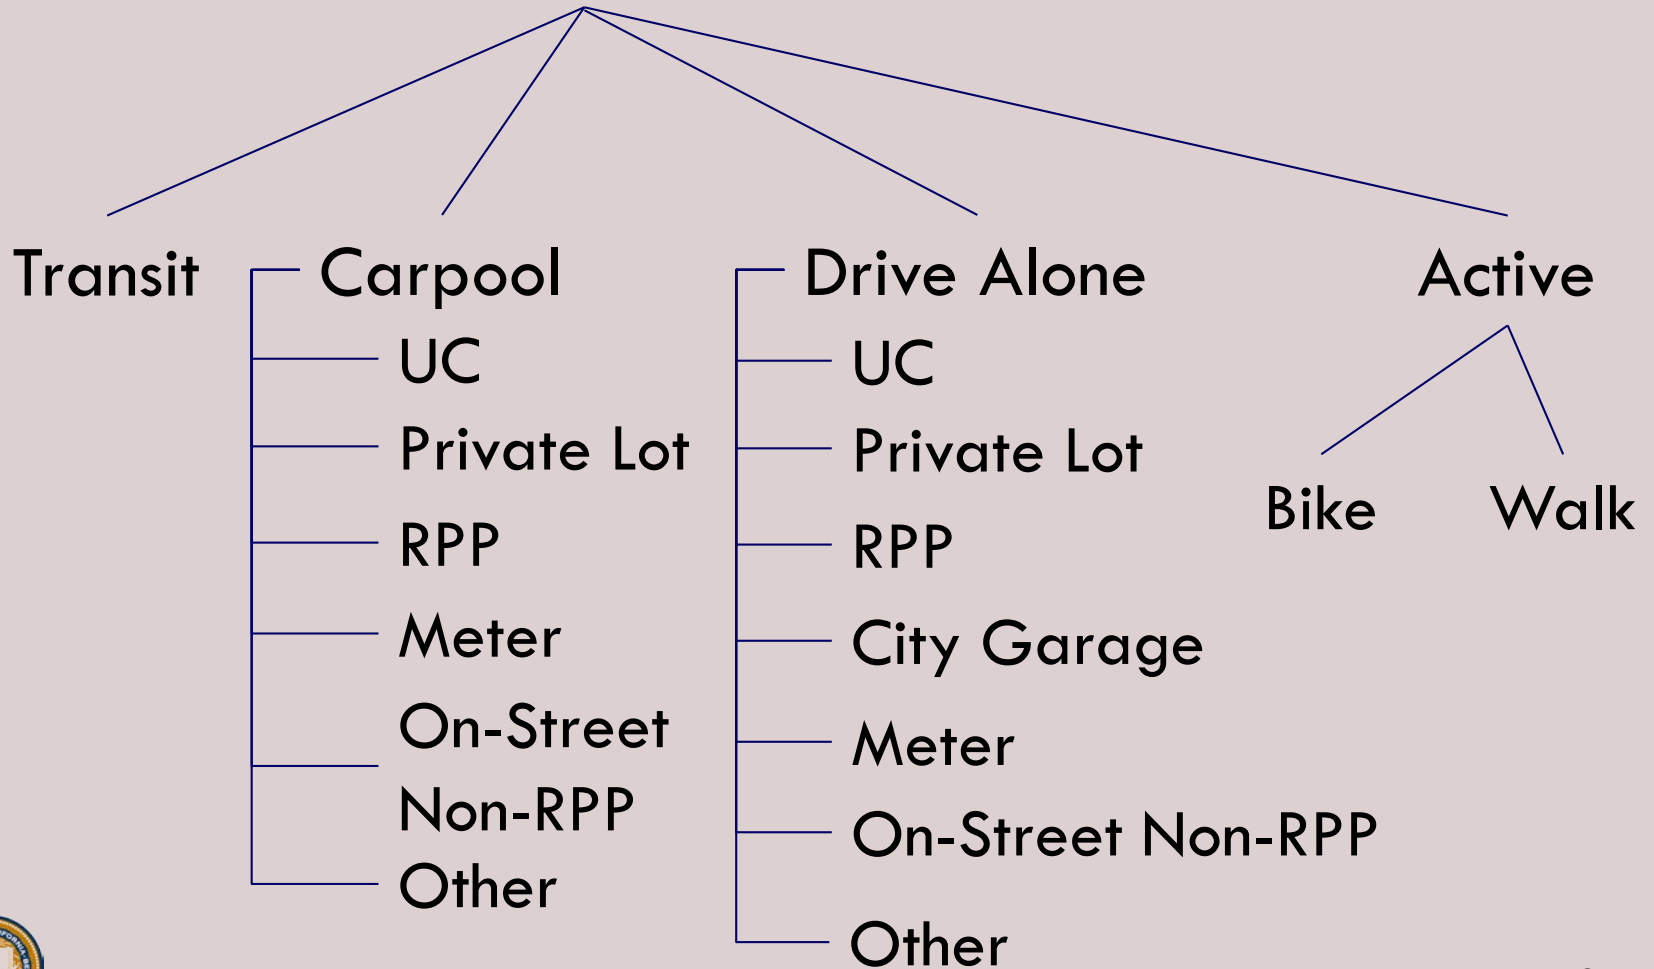 Transit
Carpool
UC
Private Lot
RPP
Meter
On-Street
Non-RPP
Other
Drive Alone
UC
Private Lot
RPP
City Garage
Meter
On-Street Non-RPP
Other
Active
Bike
Walk